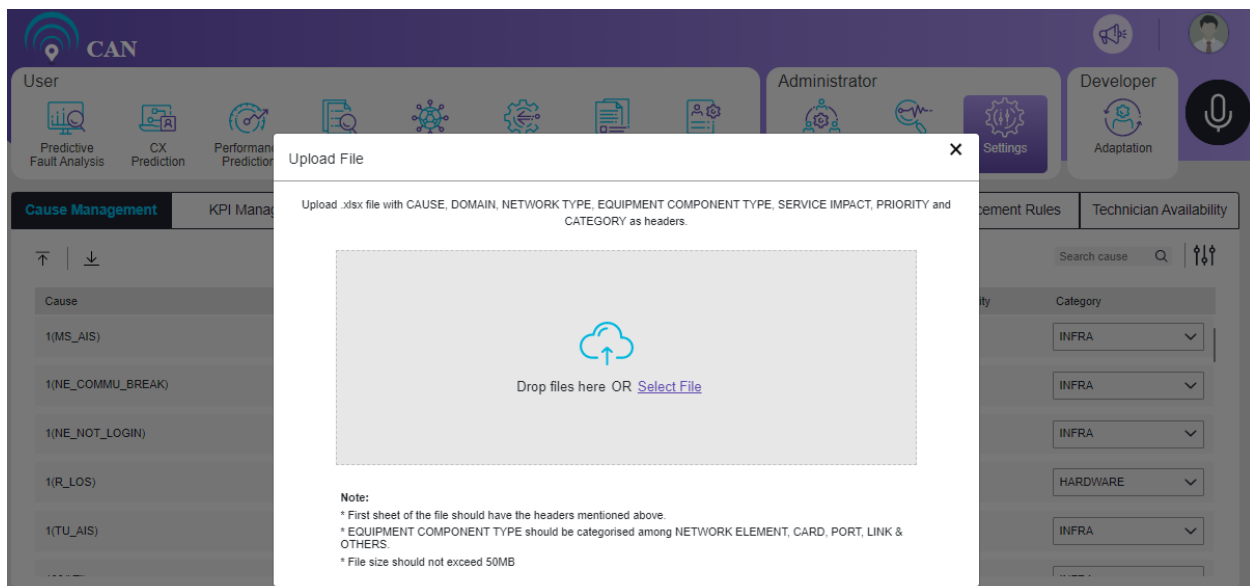 CAN
User
Administrator
Developer
Predictive
Fault Analysis
CX
Prediction
Performan
Prediction
Settings
Adaptation
Upload File
Cause Management
KPI Manag
cement Rules
Technician Availability
Upload .xlsx file with CAUSE, DOMAIN, NETWORK TYPE, EQUIPMENT COMPONENT TYPE, SERVICE IMPACT, PRIORITY and
CATEGORY as headers.
Search cause
Cause
ity
Category
1(MS_AIS)
INFRA
1(NE_COMMU_BREAK)
INFRA
Drop files here OR Select File
1(NE_NOT_LOGIN)
INFRA
1(R_LOS)
HARDWARE
1(TU_AIS)
INFRA
Note:
* First sheet of the file should have the headers mentioned above.
* EQUIPMENT COMPONENT TYPE should be categorised among NETWORK ELEMENT, CARD, PORT, LINK &
OTHERS.
* File size should not exceed 50MB